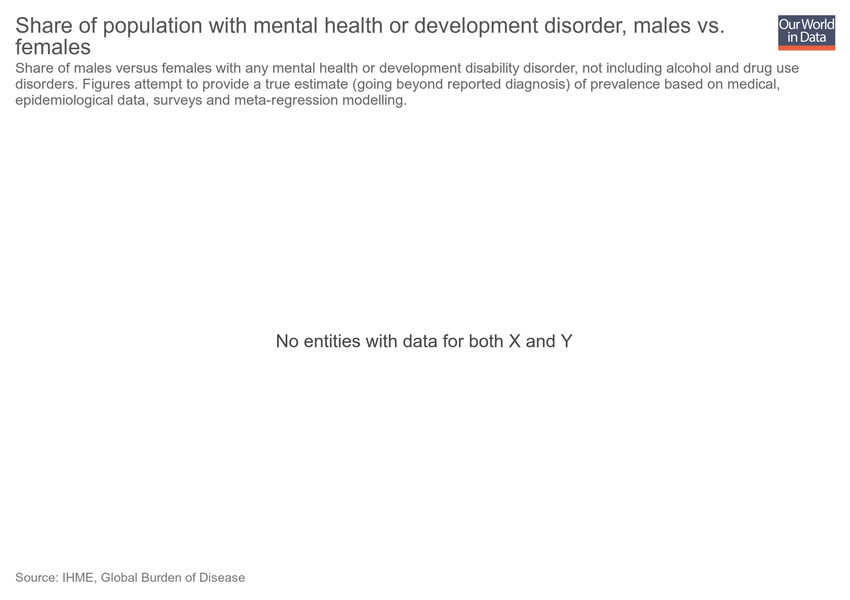 Share of population with mental health or development disorder, males vs.
females
Our World
in Data
Share of males versus females with any mental health or development disability disorder, not including alcohol and drug use
disorders. Figures attempt to provide a true estimate (going beyond reported diagnosis) of prevalence based on medical,
epidemiological data, surveys and meta-regression modelling.
No entities with data for both X and Y
Source: IHME, Global Burden of Disease